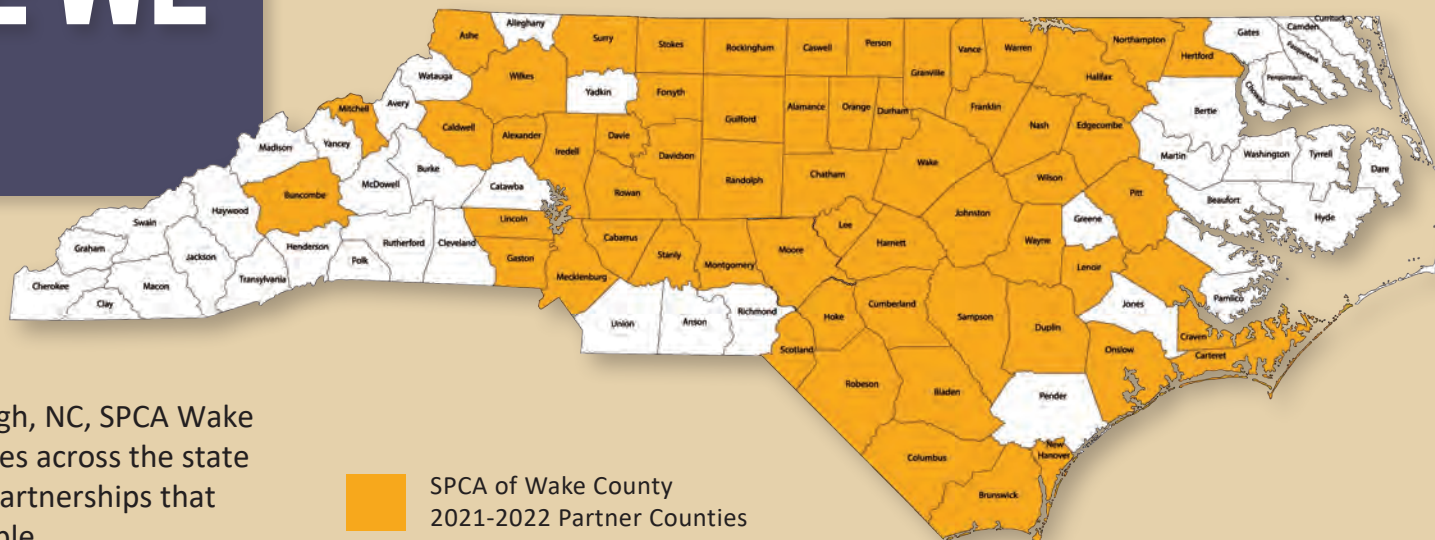 E WE
Alleghany
Ashe
Surry
Stokes
Rockingham
Caswell
Person
Granville
Vance
Warren
Northampton
Hertford
Gates
Camden
Currituck
Pasquotank
Perquimans
Chowan
Watauga
Wilkes
Yadkin
Forsyth
Guilford
Alamance
Orange
Durham
Franklin
Halifax
Bertie
Mitchell
Avery
Caldwell
Alexander
Iredell
Davie
Davidson
Randolph
Chatham
Wake
Nash
Edgecombe
Martin
Washington
Tyrrell
Dare
Madison
Yancey
McDowell
Burke
Catawba
Rowan
Wilson
Pitt
Beaufort
Hyde
Buncombe
Haywood
Swain
Graham
Jackson
Henderson
Rutherford
Cleveland
Lincoln
Gaston
Cabarrus
Stanly
Montgomery
Moore
Lee
Harnett
Johnston
Wayne
Greene
Lenoir
Cherokee
Clay
Macon
Transylvania
Polk
Mecklenburg
Union
Anson
Richmond
Scotland
Hoke
Cumberland
Sampson
Duplin
Jones
Pamlico
Craven
Carteret
Onslow
Robeson
Bladen
Pender
Columbus
Brunswick
New
Hanover
gh, NC, SPCA Wake
es across the state
artnerships that
ble
SPCA of Wake County
2021-2022 Partner Counties